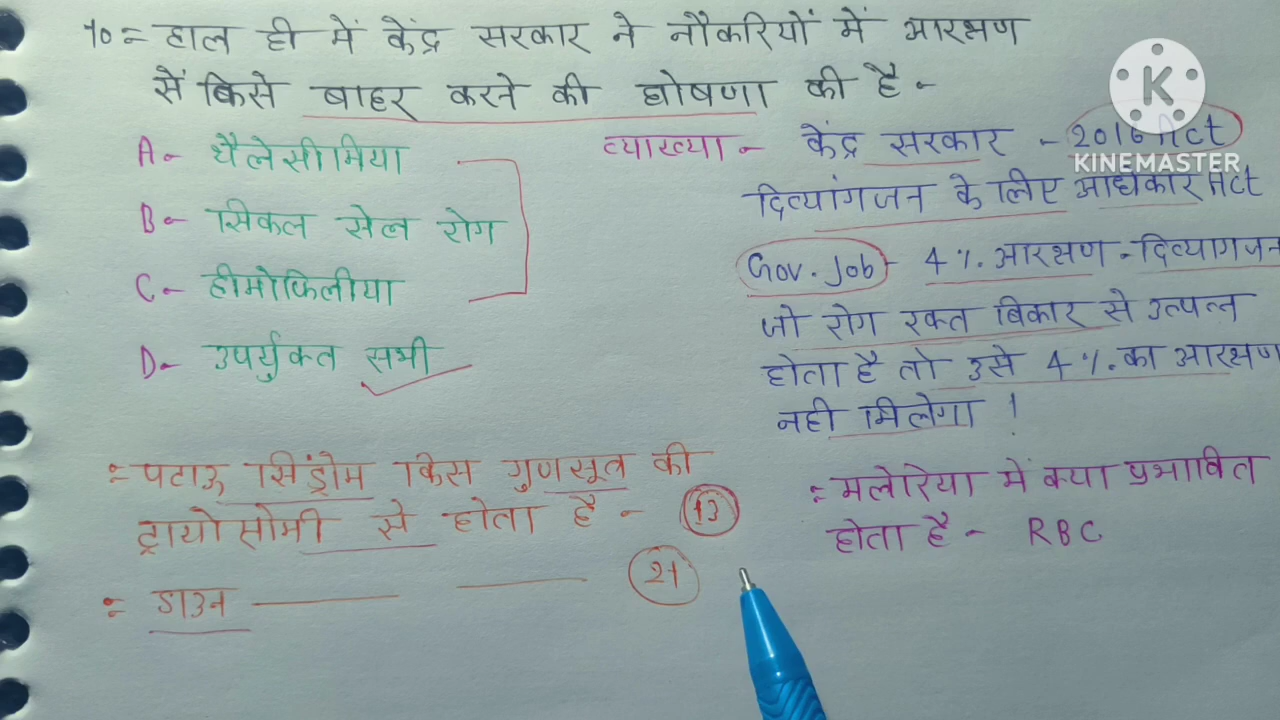 10 = हाल ही में केंद्र सरकार ने नौकरियों में आरक्षण
से किसे बाहर करने की घोषणा की है -
A - थैलेसीमिया
B - सिकल सेल रोग
C - हीमोफिलीया
D - उपर्युक्त सभी
व्याख्या - केंद्र सरकार - 2016 Act
दिव्यांगजन के लिए अधिकार Act
Gov. Job - 4 %. आरक्षण - दिव्यागजन
जो रोग रक्त विकार से उत्पत्न
होता है तो उसे 4 %. का आरक्षण
नही मिलेगा !
= पटाऊ सिंड्रोम किस गुणसूत्र की
ट्रायोसोमी से होता है - 13
= डाउन 21
= मलेरिया में क्या प्रभावित
होता है - RBC
K
KINEMASTER